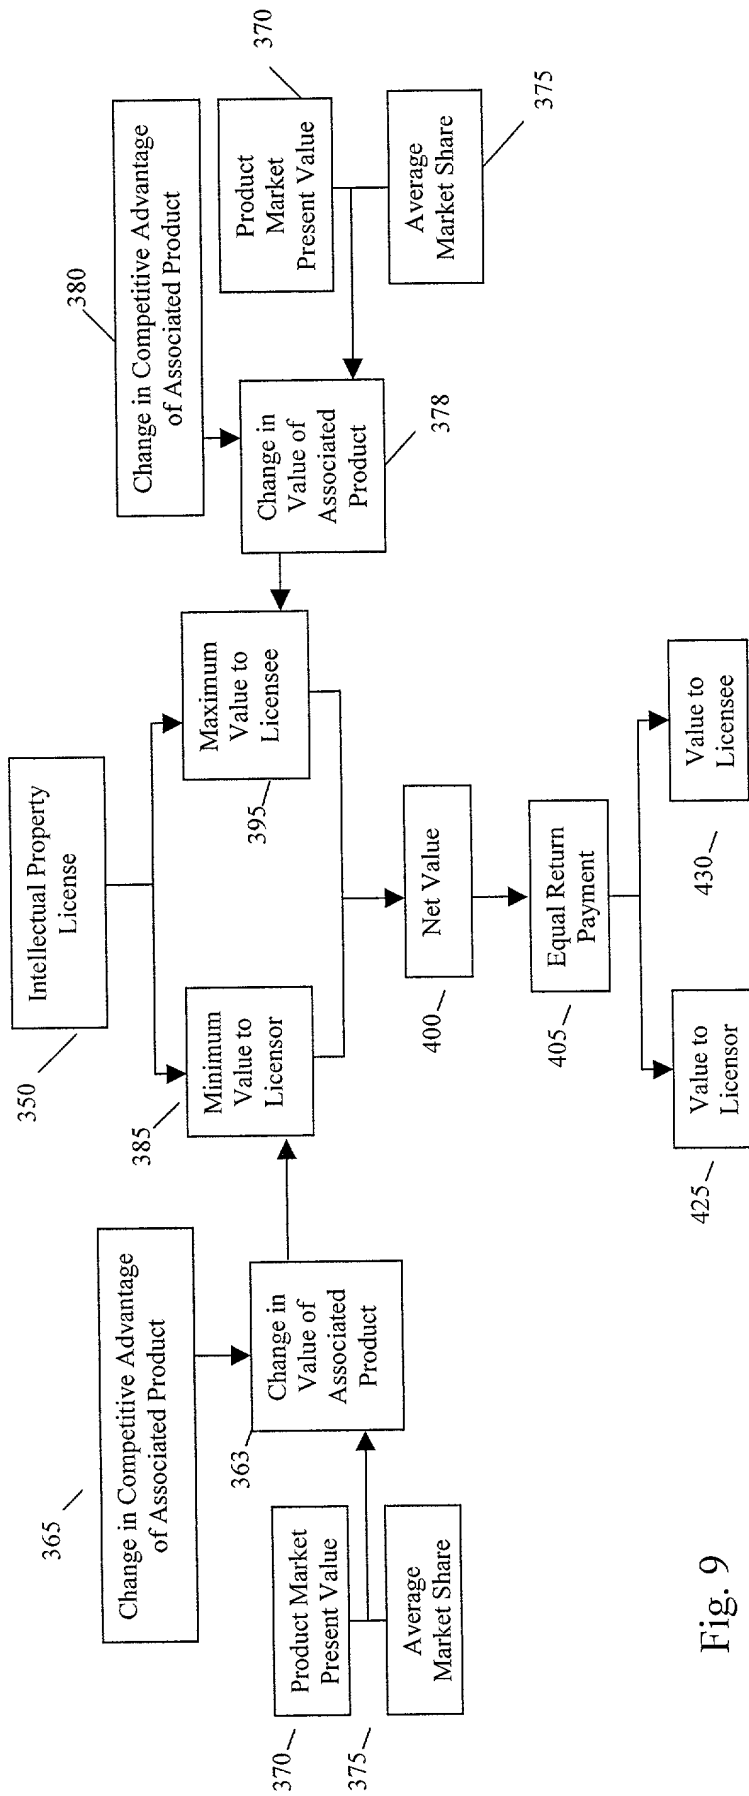 350
Intellectual Property
License
365
Change in Competitive Advantage
of Associated Product
380
Change in Competitive Advantage
of Associated Product
385
Minimum
Value to
Licensor
395
Maximum
Value to
Licensee
363
Change in
Value of
Associated
Product
378
Change in
Value of
Associated
Product
370
Product Market
Present Value
375
Average
Market Share
370
Product
Market
Present Value
375
Average
Market Share
400
Net Value
405
Equal Return
Payment
425
Value to
Licensor
430
Value to
Licensee
Fig. 9